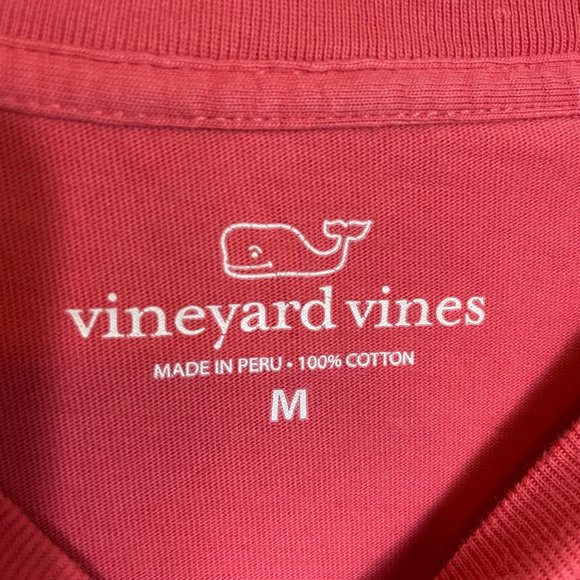 vineyard vines
MADE IN PERU • 100% COTTON
M